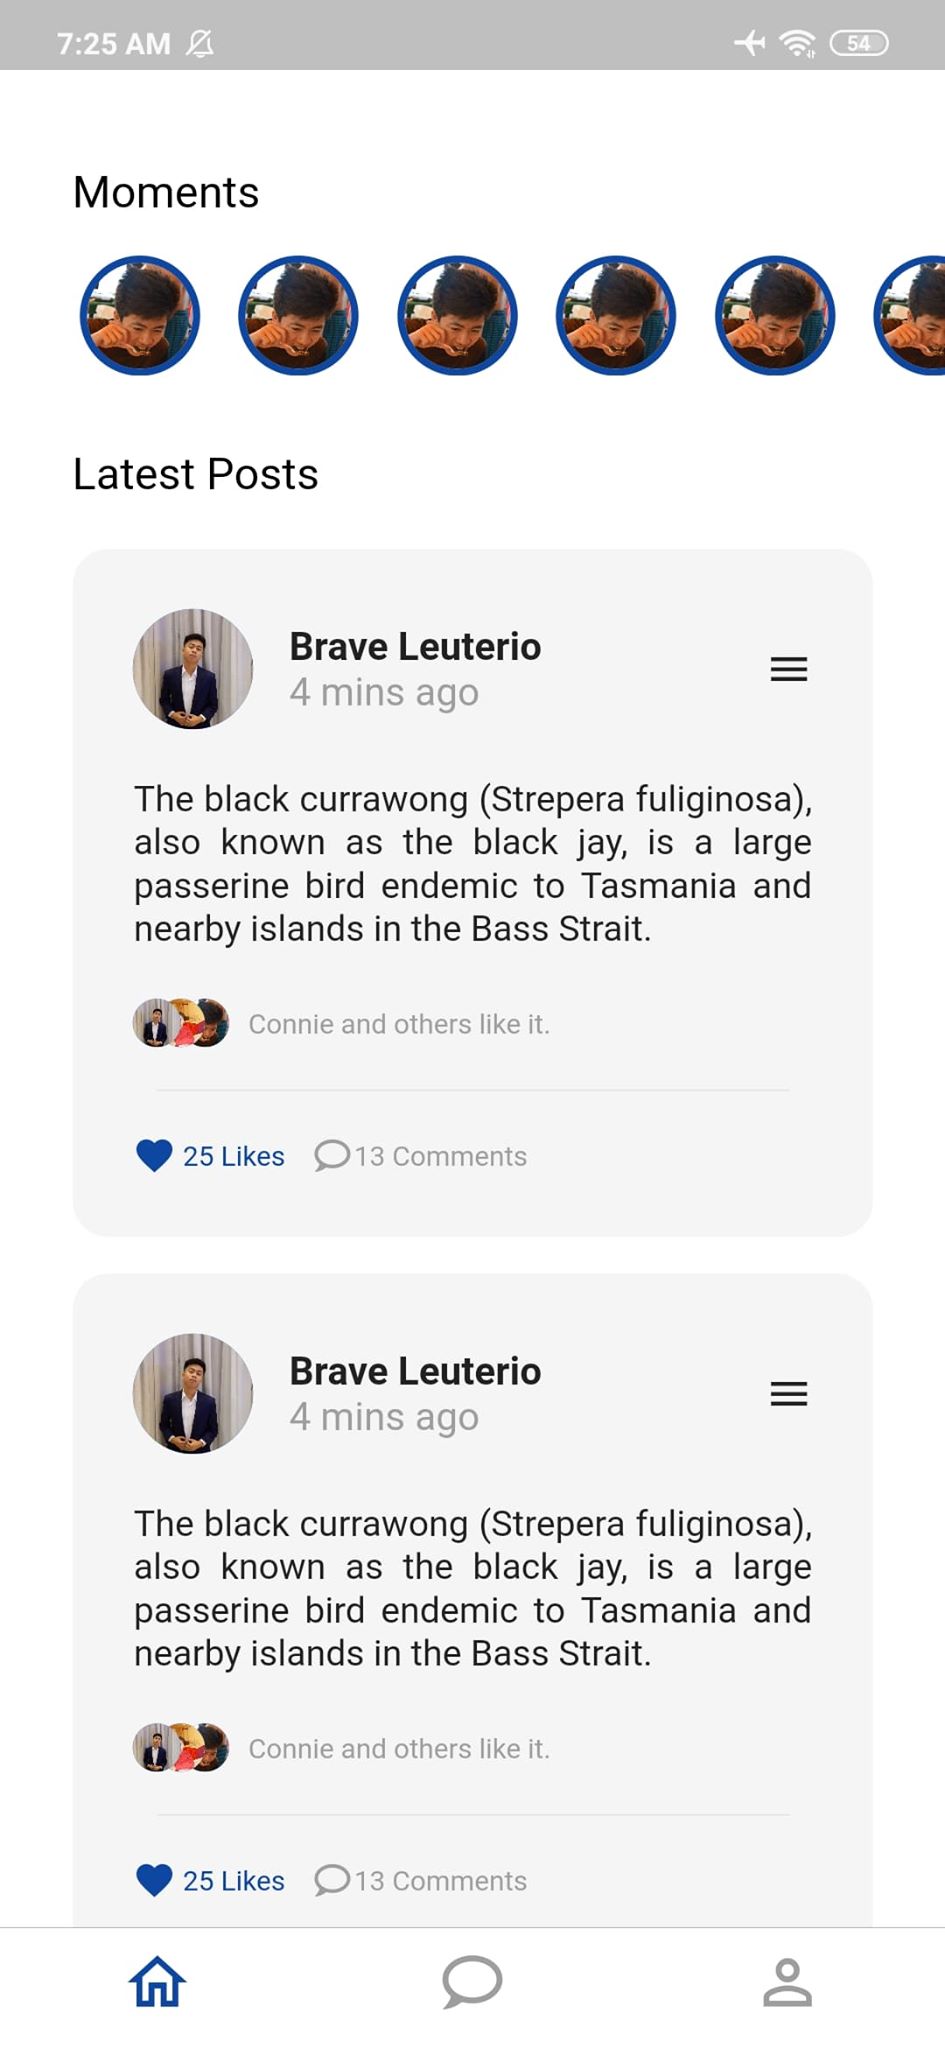 7:25 AM
54
Moments
Latest Posts
Brave Leuterio
4 mins ago
The black currawong (Strepera fuliginosa),
also known as the black jay, is a large
passerine bird endemic to Tasmania and
nearby islands in the Bass Strait.
Connie and others like it.
25 Likes
13 Comments
Brave Leuterio
4 mins ago
The black currawong (Strepera fuliginosa),
also known as the black jay, is a large
passerine bird endemic to Tasmania and
nearby islands in the Bass Strait.
Connie and others like it.
25 Likes
13 Comments